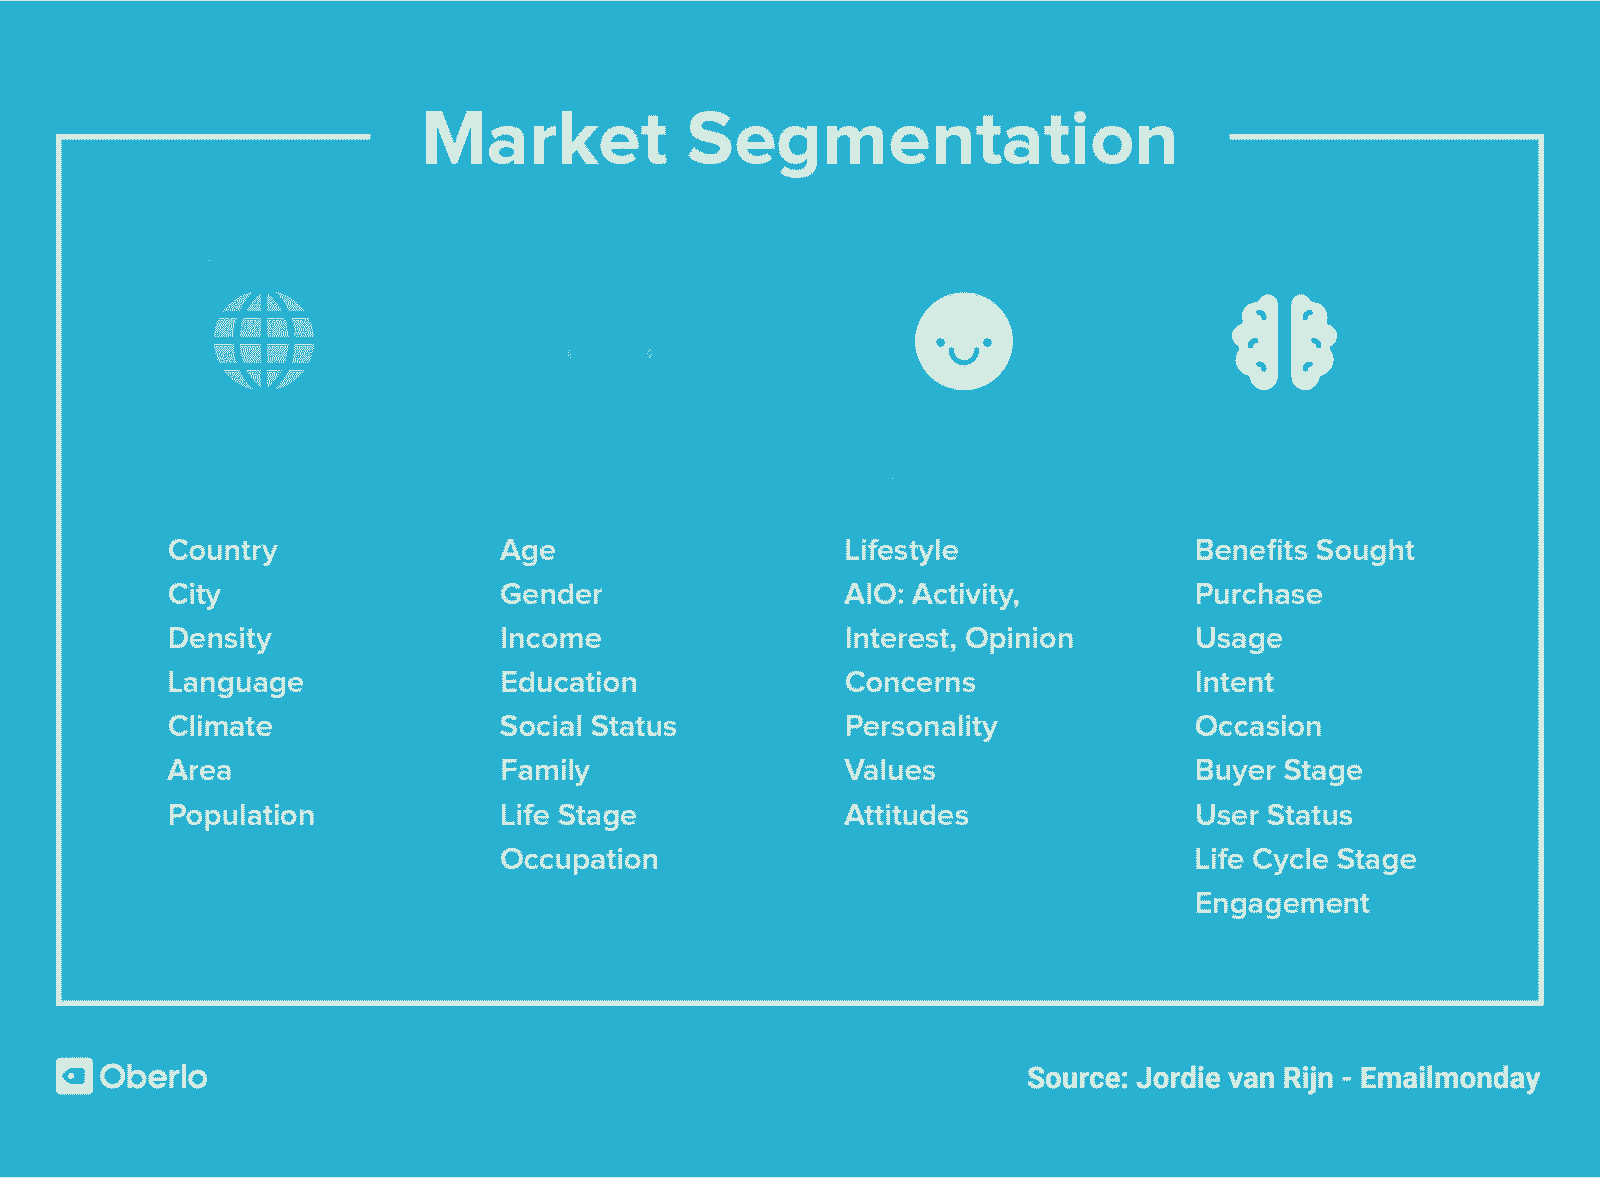 Market Segmentation
Country
City
Density
Language
Climate
Area
Population
Age
Gender
Income
Education
Social Status
Family
Life Stage
Occupation
Lifestyle
AIO: Activity,
Interest, Opinion
Concerns
Personality
Values
Attitudes
Benefits Sought
Purchase
Usage
Intent
Occasion
Buyer Stage
User Status
Life Cycle Stage
Engagement
Oberlo
Source: Jordie van Rijn - Emailmonday